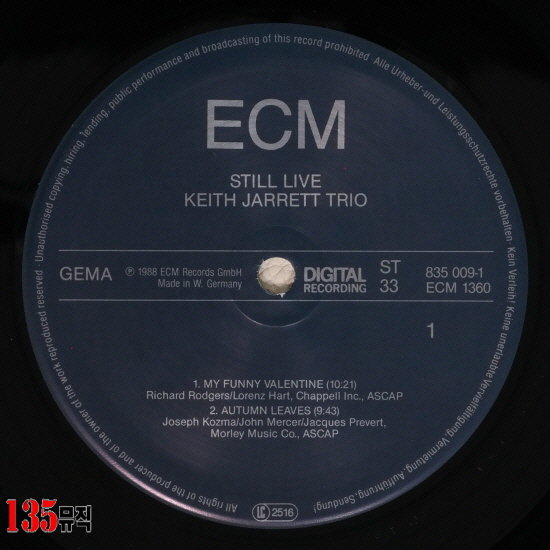 Unauthorised copying, hiring, lending, public performance and broadcasting of this record prohibited · Alle Urheber-und Leistungsschutzrechte vorbehalten · Kein Verleih! Keine unerlaubte Vervielfältigung, Vermietung, Aufführung, Sendung!
ECM
STILL LIVE
KEITH JARRETT TRIO
GEMA
℗ 1988 ECM Records GmbH
Made in W. Germany
DIGITAL
RECORDING
ST
33
835 009-1
ECM 1360
1
1. MY FUNNY VALENTINE (10:21)
Richard Rodgers/Lorenz Hart, Chappell Inc., ASCAP
2. AUTUMN LEAVES (9:43)
Joseph Kozma/John Mercer/Jacques Prevert,
Morley Music Co., ASCAP
All rights of the producer and of the owner of the work reproduced reserved ·
LC 2516
135뮤직